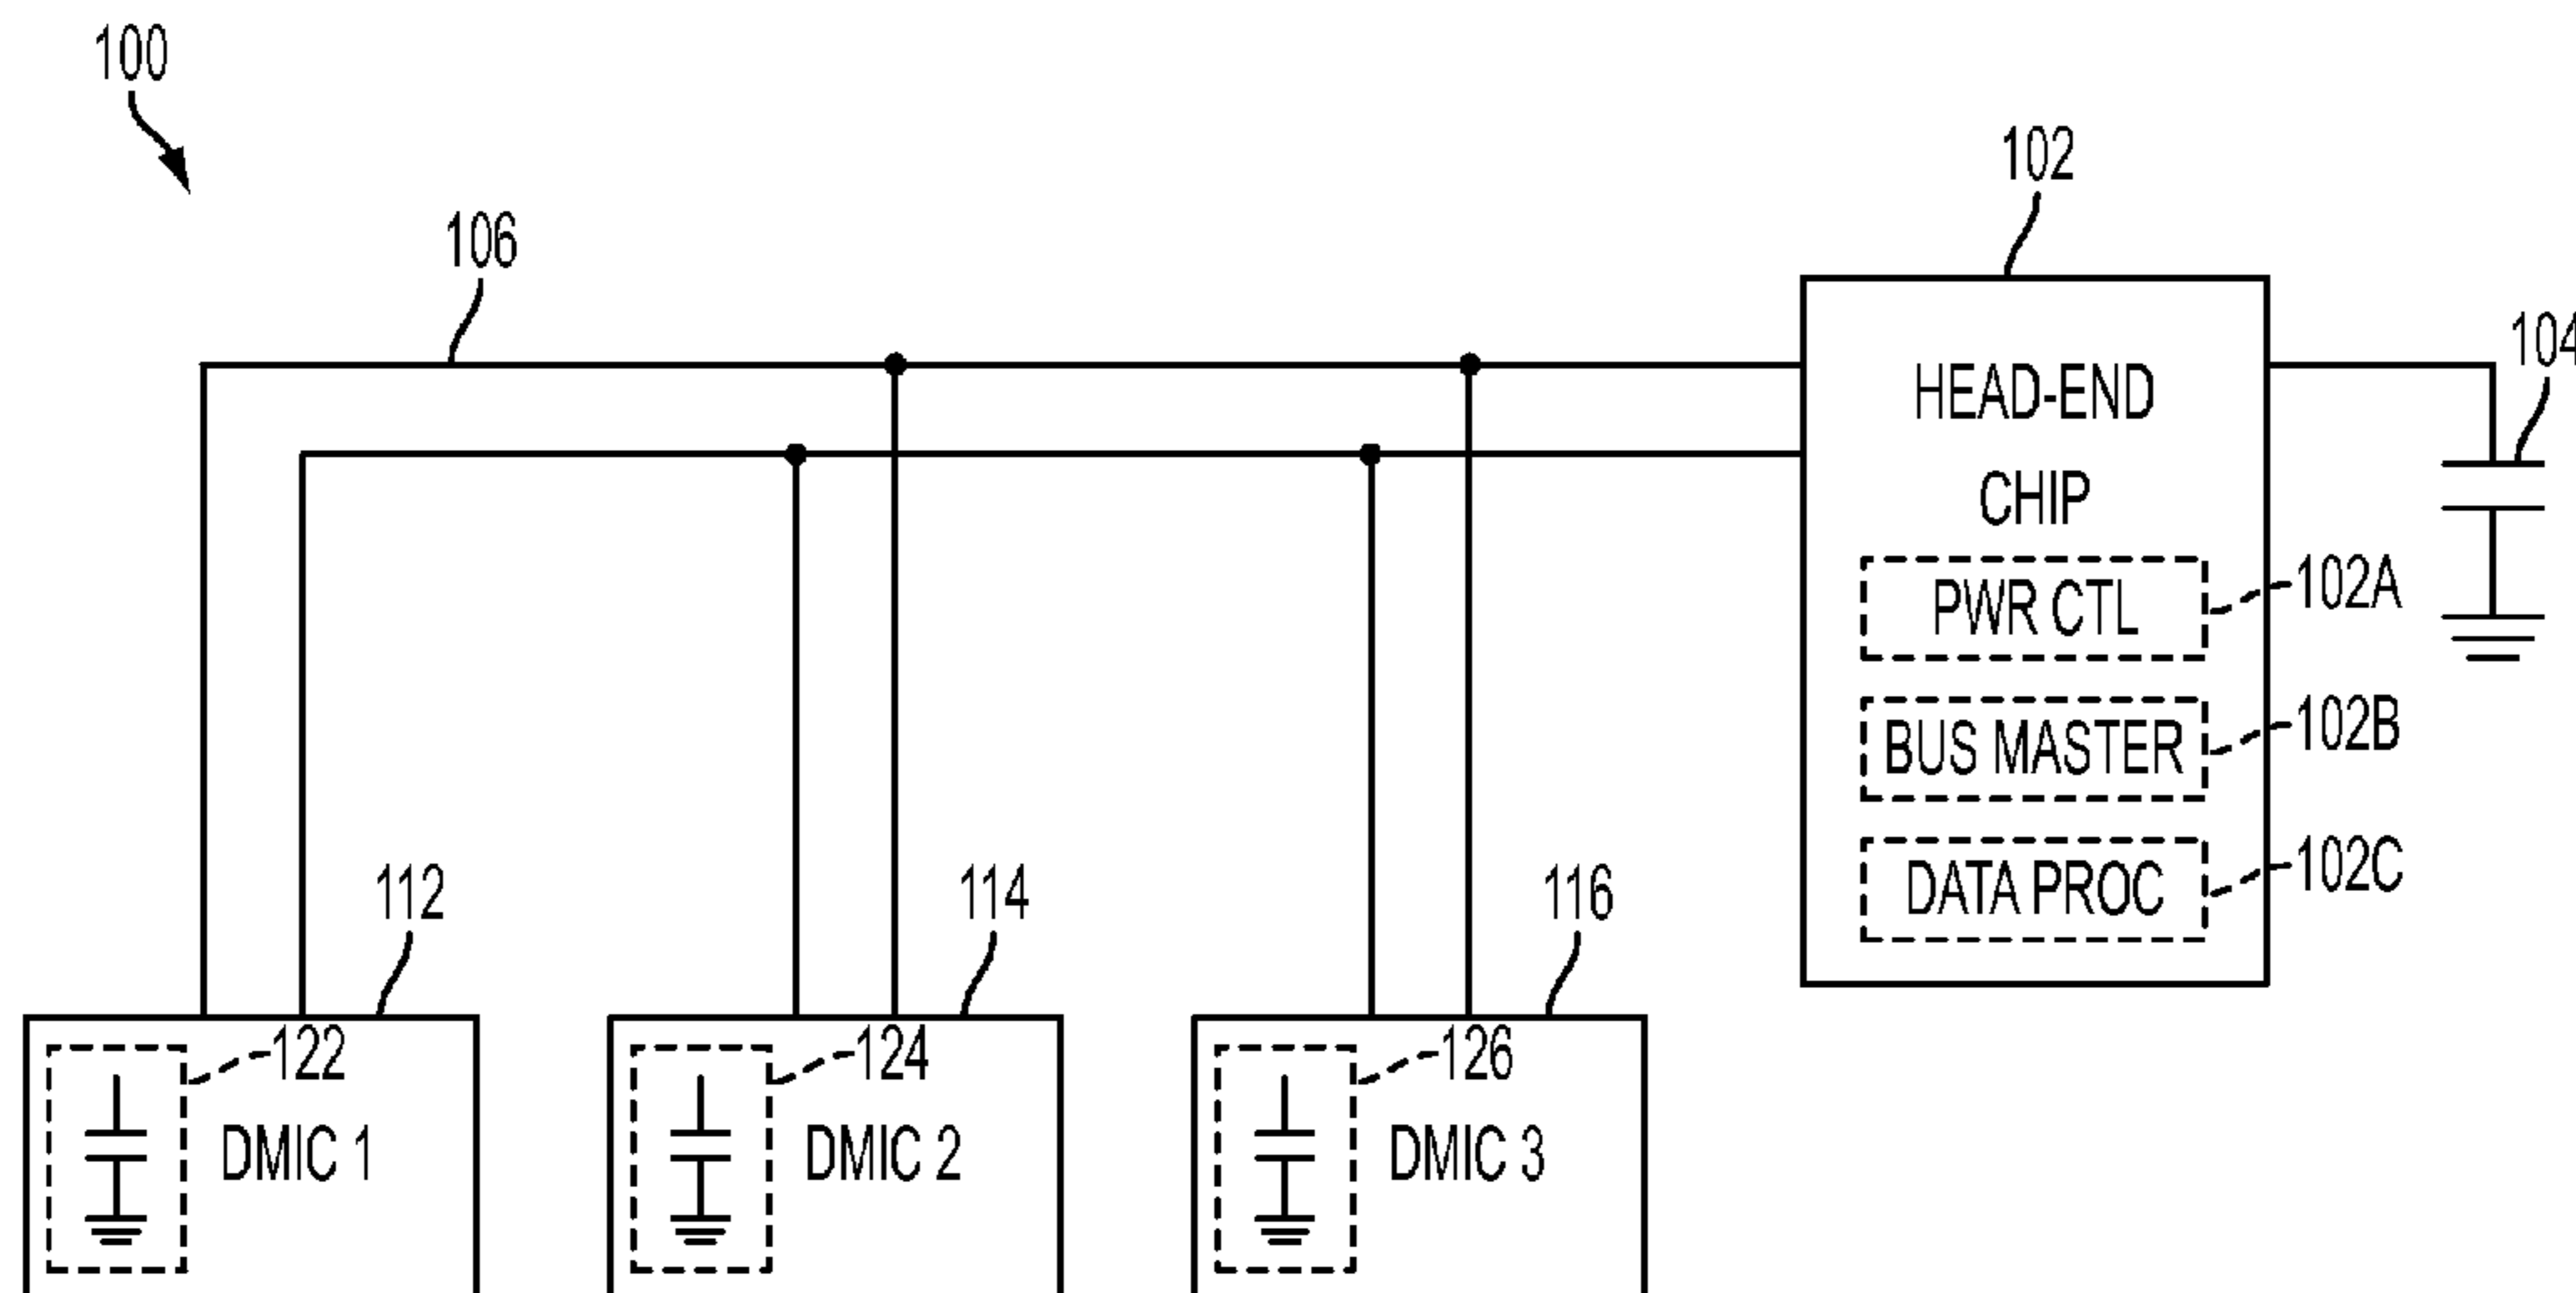 100
102
106
104
HEAD-END
CHIP
PWR CTL
102A
BUS MASTER
102B
DATA PROC
102C
112
114
116
122
124
126
DMIC 1
DMIC 2
DMIC 3